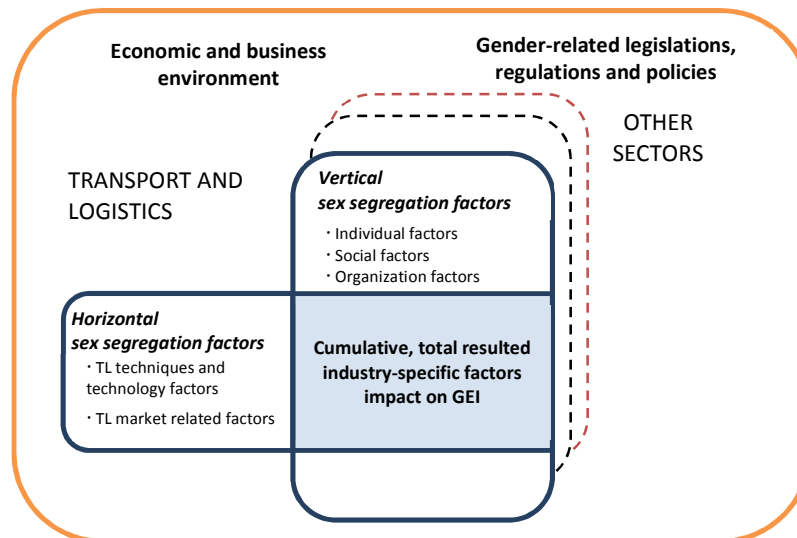 Economic and business
environment
Gender-related legislations,
regulations and policies
OTHER
SECTORS
TRANSPORT AND
LOGISTICS
Vertical
sex segregation factors
· Individual factors
· Social factors
· Organization factors
Horizontal
sex segregation factors
· TL techniques and
technology factors
· TL market related factors
Cumulative, total resulted
industry-specific factors
impact on GEI